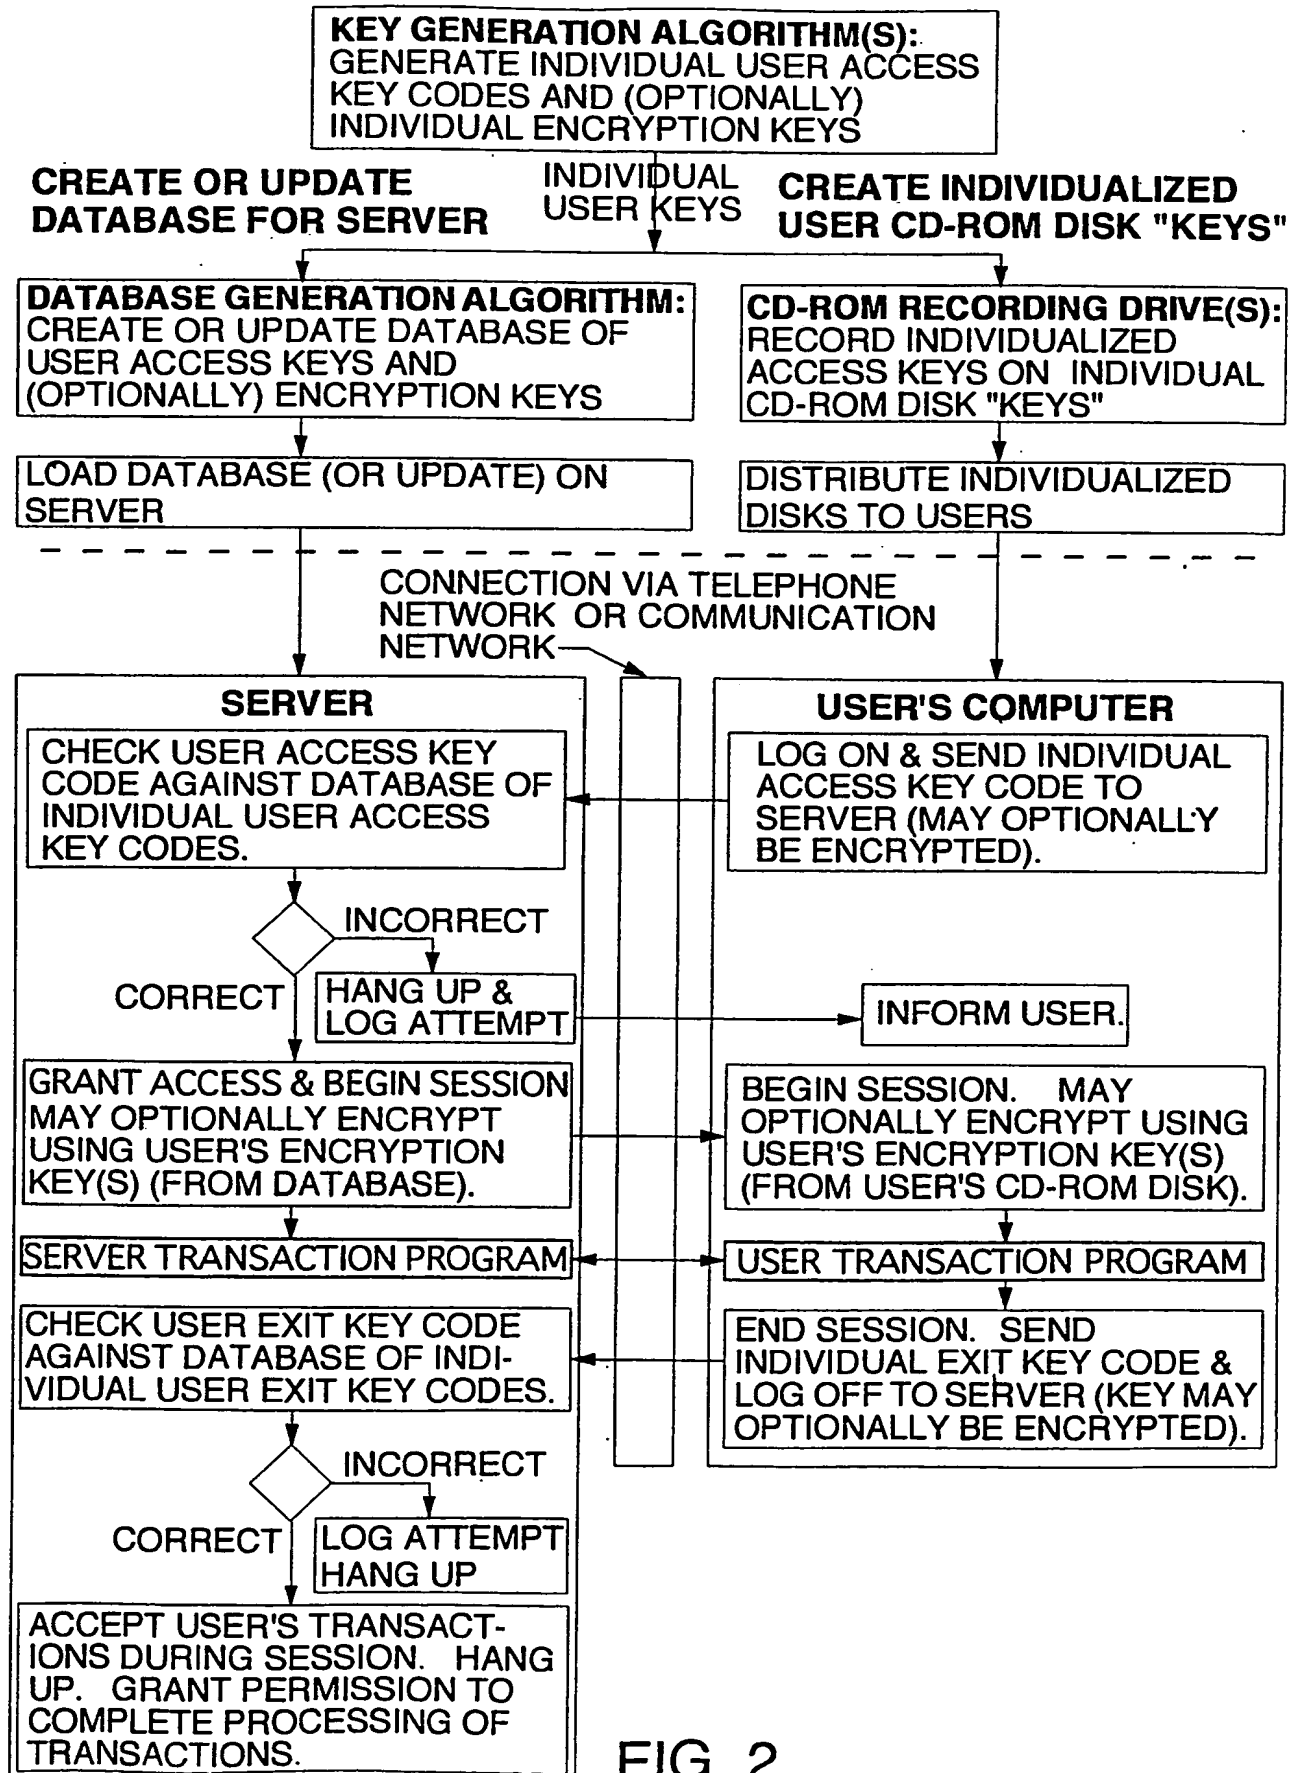 KEY GENERATION ALGORITHM(S):
GENERATE INDIVIDUAL USER ACCESS
KEY CODES AND (OPTIONALLY)
INDIVIDUAL ENCRYPTION KEYS
CREATE OR UPDATE
DATABASE FOR SERVER
INDIVIDUAL
USER KEYS
CREATE INDIVIDUALIZED
USER CD-ROM DISK "KEYS"
DATABASE GENERATION ALGORITHM:
CREATE OR UPDATE DATABASE OF
USER ACCESS KEYS AND
(OPTIONALLY) ENCRYPTION KEYS
CD-ROM RECORDING DRIVE(S):
RECORD INDIVIDUALIZED
ACCESS KEYS ON INDIVIDUAL
CD-ROM DISK "KEYS"
LOAD DATABASE (OR UPDATE) ON
SERVER
DISTRIBUTE INDIVIDUALIZED
DISKS TO USERS
CONNECTION VIA TELEPHONE
NETWORK OR COMMUNICATION
NETWORK
SERVER
USER'S COMPUTER
CHECK USER ACCESS KEY
CODE AGAINST DATABASE OF
INDIVIDUAL USER ACCESS
KEY CODES.
LOG ON & SEND INDIVIDUAL
ACCESS KEY CODE TO
SERVER (MAY OPTIONALLY
BE ENCRYPTED).
INCORRECT
CORRECT
HANG UP &
LOG ATTEMPT
INFORM USER.
GRANT ACCESS & BEGIN SESSION
MAY OPTIONALLY ENCRYPT
USING USER'S ENCRYPTION
KEY(S) (FROM DATABASE).
BEGIN SESSION. MAY
OPTIONALLY ENCRYPT USING
USER'S ENCRYPTION KEY(S)
(FROM USER'S CD-ROM DISK).
SERVER TRANSACTION PROGRAM
USER TRANSACTION PROGRAM
CHECK USER EXIT KEY CODE
AGAINST DATABASE OF INDI-
VIDUAL USER EXIT KEY CODES.
END SESSION. SEND
INDIVIDUAL EXIT KEY CODE &
LOG OFF TO SERVER (KEY MAY
OPTIONALLY BE ENCRYPTED).
INCORRECT
CORRECT
LOG ATTEMPT
HANG UP
ACCEPT USER'S TRANSACT-
IONS DURING SESSION. HANG
UP. GRANT PERMISSION TO
COMPLETE PROCESSING OF
TRANSACTIONS.
FIG. 2